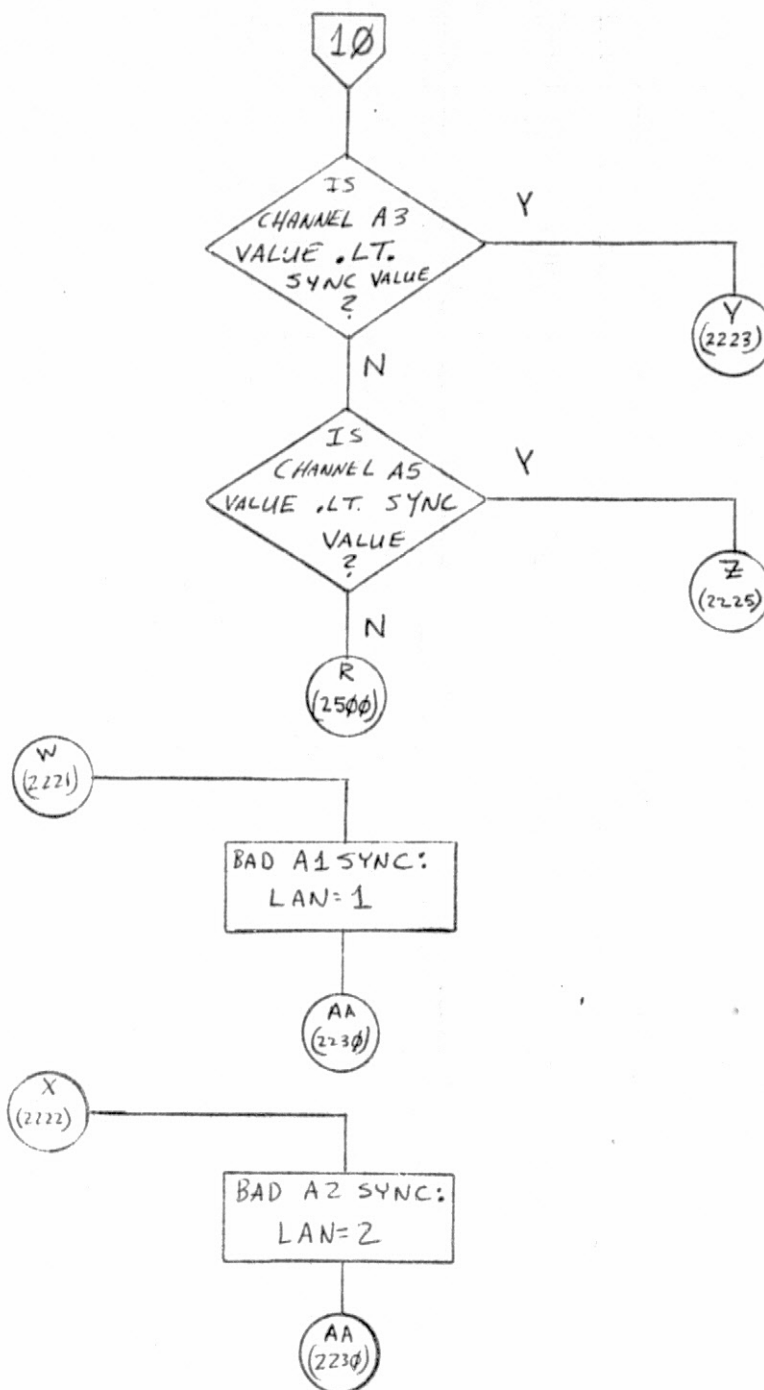 10
IS
CHANNEL A3
VALUE .LT.
SYNC VALUE
?
Y
Y
(2223)
N
IS
CHANNEL A5
VALUE .LT. SYNC
VALUE
?
Y
Z
(2225)
N
R
(2500)
W
(2221)
BAD A1 SYNC:
LAN=1
AA
(2230)
X
(2222)
BAD A2 SYNC:
LAN=2
AA
(2230)